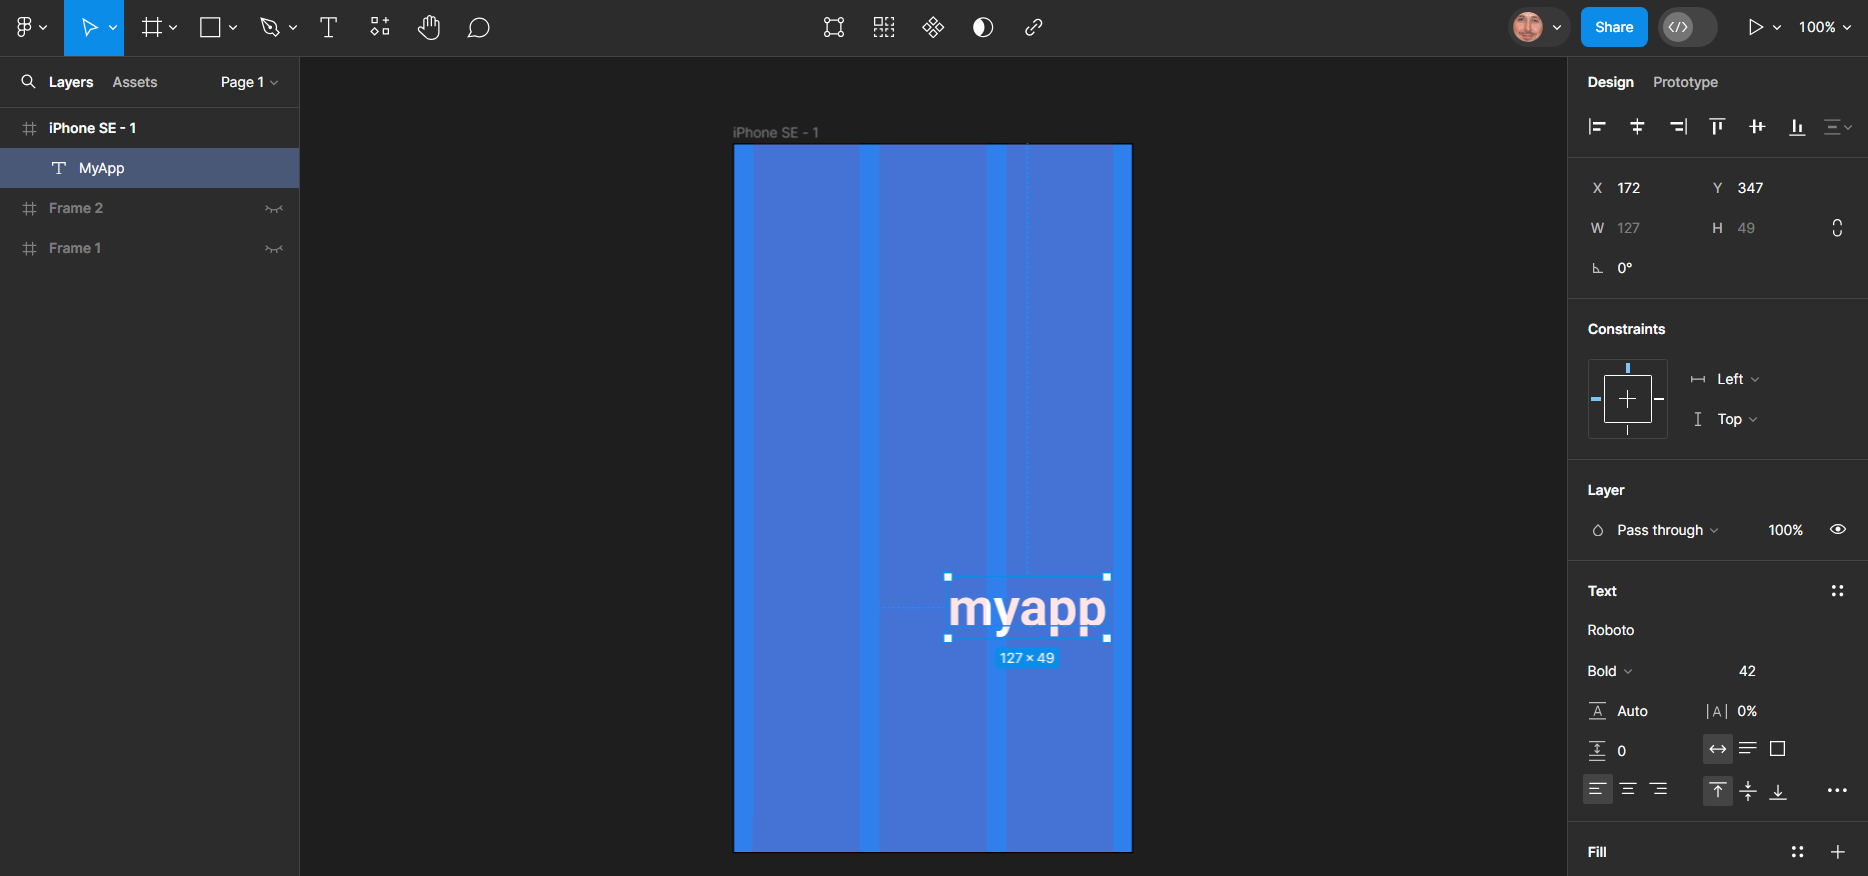 Share
100%
Layers
Assets
Page 1
iPhone SE - 1
MyApp
Frame 2
Frame 1
iPhone SE - 1
myapp
127 × 49
Design
Prototype
X 172
Y 347
W 127
H 49
0°
Constraints
Left
Top
Layer
Pass through
100%
Text
Roboto
Bold
42
A Auto
|A| 0%
0
Fill